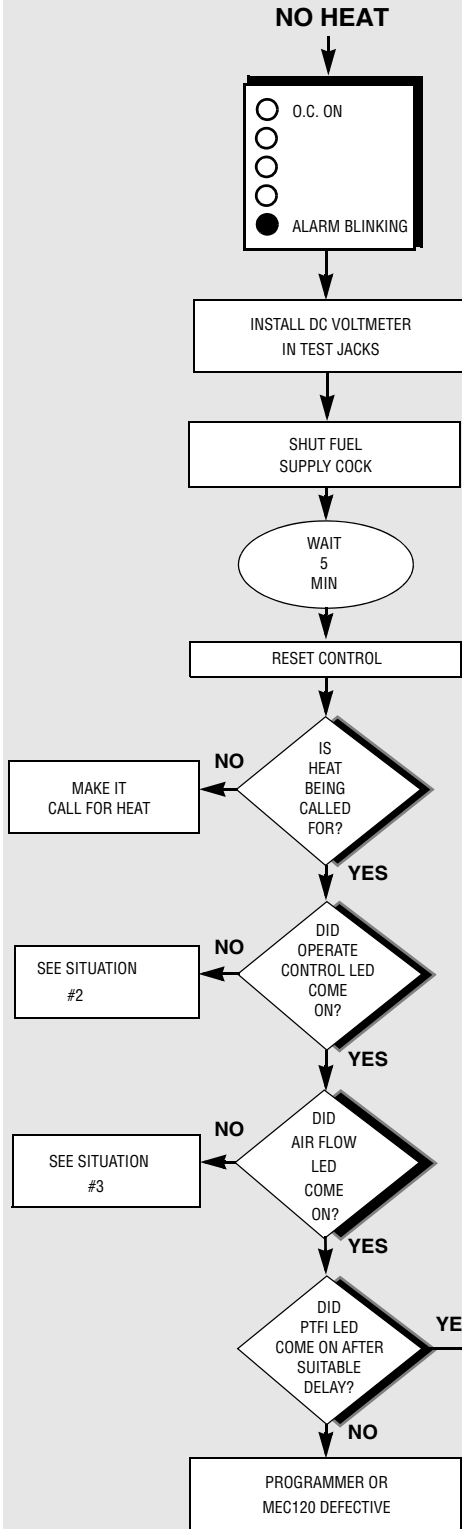 NO HEAT
O.C. ON
ALARM BLINKING
INSTALL DC VOLTMETER
IN TEST JACKS
SHUT FUEL
SUPPLY COCK
WAIT
5
MIN
RESET CONTROL
IS
HEAT
BEING
CALLED
FOR?
NO
MAKE IT
CALL FOR HEAT
YES
DID
OPERATE
CONTROL LED
COME
ON?
NO
SEE SITUATION
#2
YES
DID
AIR FLOW
LED
COME
ON?
NO
SEE SITUATION
#3
YES
DID
PTFI LED
COME ON AFTER
SUITABLE
DELAY?
YE
NO
PROGRAMMER OR
MEC120 DEFECTIVE